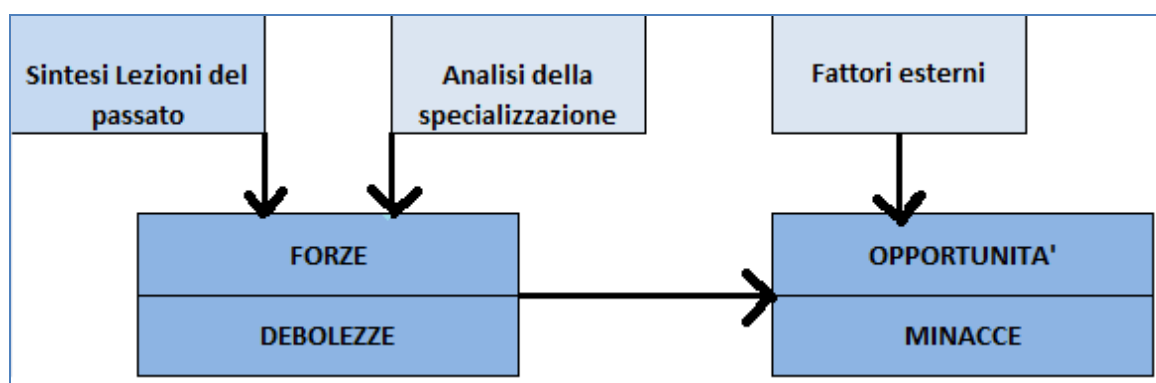 Sintesi Lezioni del
passato
Analisi della
specializzazione
Fattori esterni
FORZE
DEBOLEZZE
OPPORTUNITA'
MINACCE